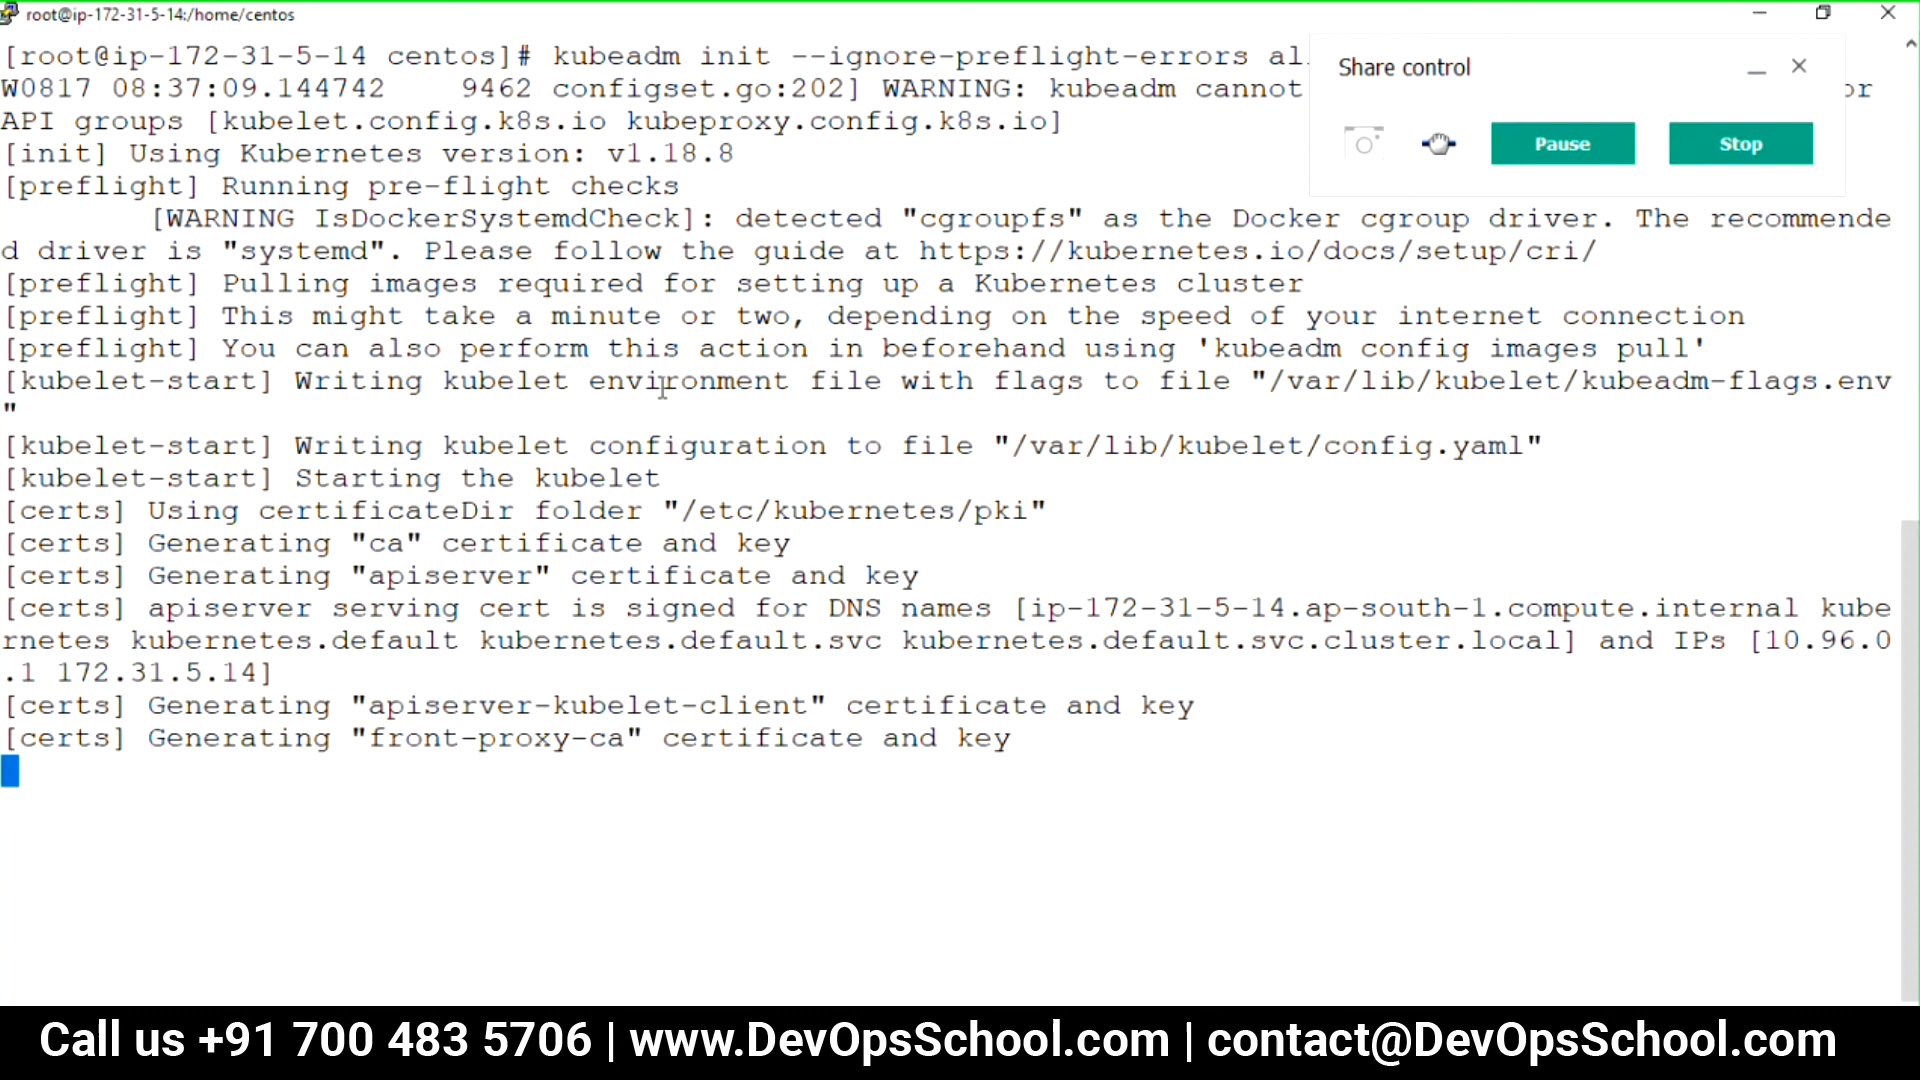 root@ip-172-31-5-14:/home/centos
[root@ip-172-31-5-14 centos]# kubeadm init --ignore-preflight-errors al
Share control
W0817 08:37:09.144742    9462 configset.go:202] WARNING: kubeadm cannot or
API groups [kubelet.config.k8s.io kubeproxy.config.k8s.io]
Pause
Stop
[init] Using Kubernetes version: v1.18.8
[preflight] Running pre-flight checks
        [WARNING IsDockerSystemdCheck]: detected "cgroupfs" as the Docker cgroup driver. The recommende
d driver is "systemd". Please follow the guide at https://kubernetes.io/docs/setup/cri/
[preflight] Pulling images required for setting up a Kubernetes cluster
[preflight] This might take a minute or two, depending on the speed of your internet connection
[preflight] You can also perform this action in beforehand using 'kubeadm config images pull'
[kubelet-start] Writing kubelet environment file with flags to file "/var/lib/kubelet/kubeadm-flags.env
"
[kubelet-start] Writing kubelet configuration to file "/var/lib/kubelet/config.yaml"
[kubelet-start] Starting the kubelet
[certs] Using certificateDir folder "/etc/kubernetes/pki"
[certs] Generating "ca" certificate and key
[certs] Generating "apiserver" certificate and key
[certs] apiserver serving cert is signed for DNS names [ip-172-31-5-14.ap-south-1.compute.internal kube
rnetes kubernetes.default kubernetes.default.svc kubernetes.default.svc.cluster.local] and IPs [10.96.0
.1 172.31.5.14]
[certs] Generating "apiserver-kubelet-client" certificate and key
[certs] Generating "front-proxy-ca" certificate and key
Call us +91 700 483 5706 | www.DevOpsSchool.com | contact@DevOpsSchool.com